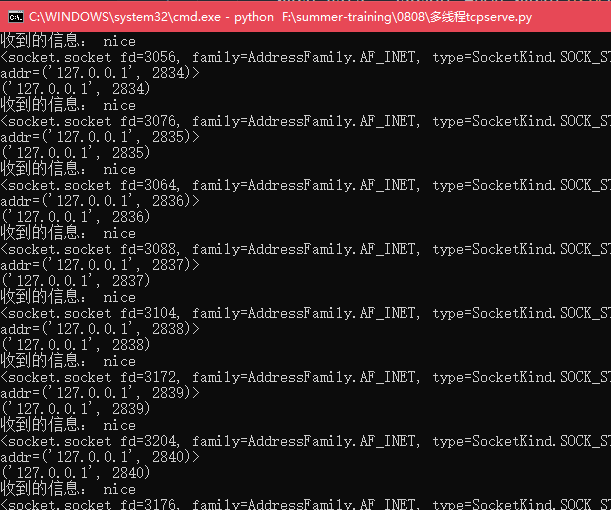 C:\WINDOWS\system32\cmd.exe - python  F:\summer-training\0808\多线程tcpserve.py
收到的信息： nice
<socket.socket fd=3056, family=AddressFamily.AF_INET, type=SocketKind.SOCK_ST
addr=('127.0.0.1', 2834)>
('127.0.0.1', 2834)
收到的信息： nice
<socket.socket fd=3076, family=AddressFamily.AF_INET, type=SocketKind.SOCK_ST
addr=('127.0.0.1', 2835)>
('127.0.0.1', 2835)
收到的信息： nice
<socket.socket fd=3064, family=AddressFamily.AF_INET, type=SocketKind.SOCK_ST
addr=('127.0.0.1', 2836)>
('127.0.0.1', 2836)
收到的信息： nice
<socket.socket fd=3088, family=AddressFamily.AF_INET, type=SocketKind.SOCK_ST
addr=('127.0.0.1', 2837)>
('127.0.0.1', 2837)
收到的信息： nice
<socket.socket fd=3104, family=AddressFamily.AF_INET, type=SocketKind.SOCK_ST
addr=('127.0.0.1', 2838)>
('127.0.0.1', 2838)
收到的信息： nice
<socket.socket fd=3172, family=AddressFamily.AF_INET, type=SocketKind.SOCK_ST
addr=('127.0.0.1', 2839)>
('127.0.0.1', 2839)
收到的信息： nice
<socket.socket fd=3204, family=AddressFamily.AF_INET, type=SocketKind.SOCK_ST
addr=('127.0.0.1', 2840)>
('127.0.0.1', 2840)
收到的信息： nice
<socket.socket fd=3176, family=AddressFamily.AF_INET, type=SocketKind.SOCK_ST